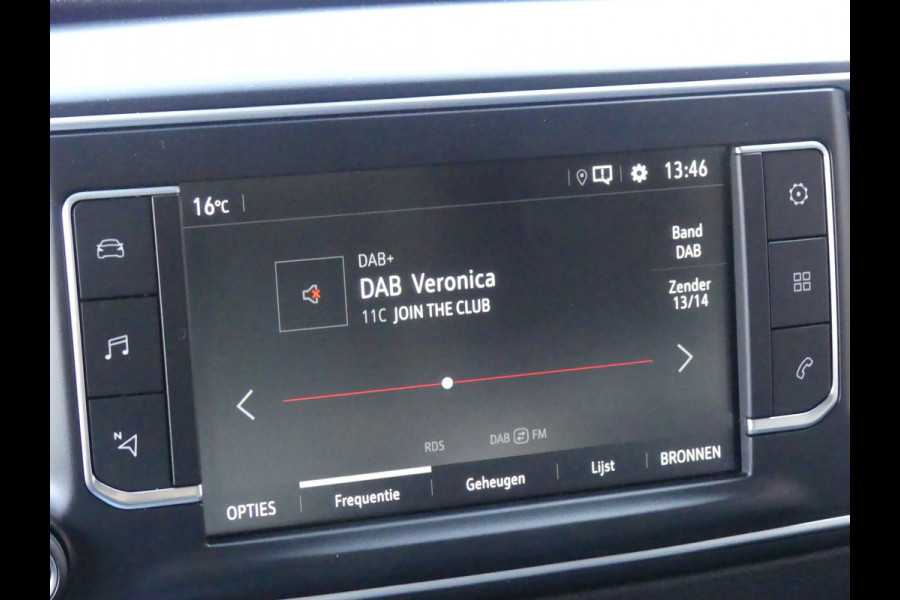 16°C
13:46
DAB+
DAB Veronica
11C JOIN THE CLUB
Band
DAB
Zender
13/14
RDS
DAB FM
OPTIES
Frequentie
Geheugen
Lijst
BRONNEN
N